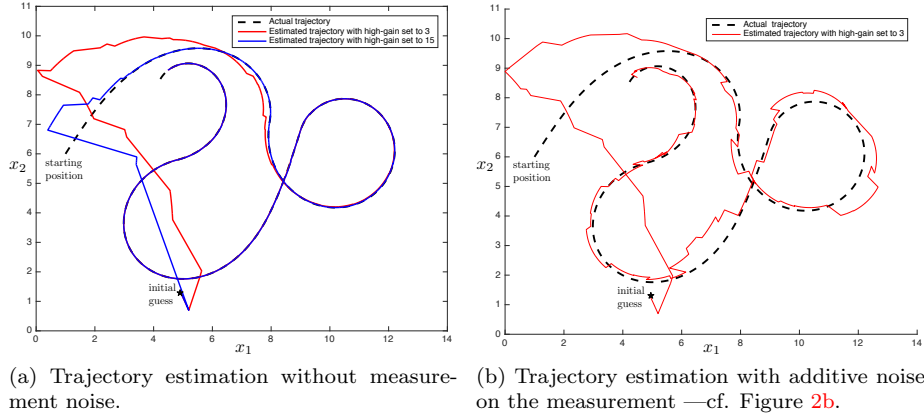 Actual trajectory
Estimated trajectory with high-gain set to 3
Estimated trajectory with high-gain set to 15
10
9
8
7
6
5
4
3
2
1
0
x2
starting
position
initial
guess
0 2 4 6 8 10 12 14
x1
Actual trajectory
Estimated trajectory with high-gain set to 3
10
9
8
7
6
5
4
3
2
1
0
x2
starting
position
initial
guess
0 2 4 6 8 10 12 14
x1
(a) Trajectory estimation without measure-
ment noise.
(b) Trajectory estimation with additive noise
on the measurement —cf. Figure 2b.